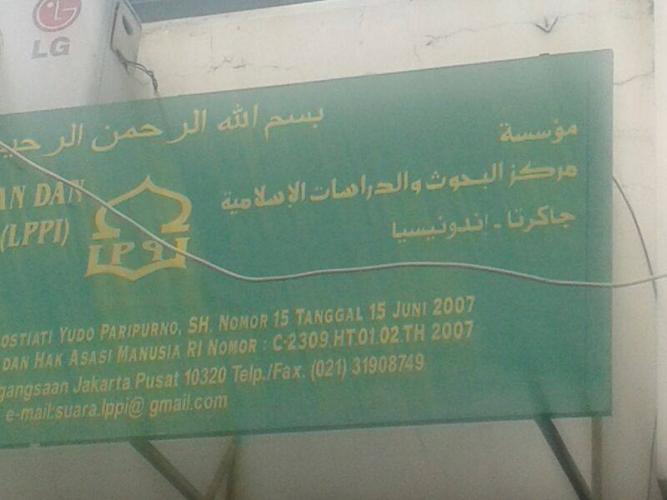 LG
بسم الله الرحمن الرحي
AN DAN
(LPPI)
LPPI
مؤسسة
مركز البحوث والدراسات الإسلامية
جاكرتا - اندونيسيا
OSTIATI YUDO PARIPURNO, SH. NOMOR 15 TANGGAL 15 JUNI 2007
DAN HAK ASASI MANUSIA RI NOMOR : C-2309.HT.01.02.TH 2007
gangsaan Jakarta Pusat 10320 Telp./Fax. (021) 31908749
e-mail:suara.lppi@ gmail.com